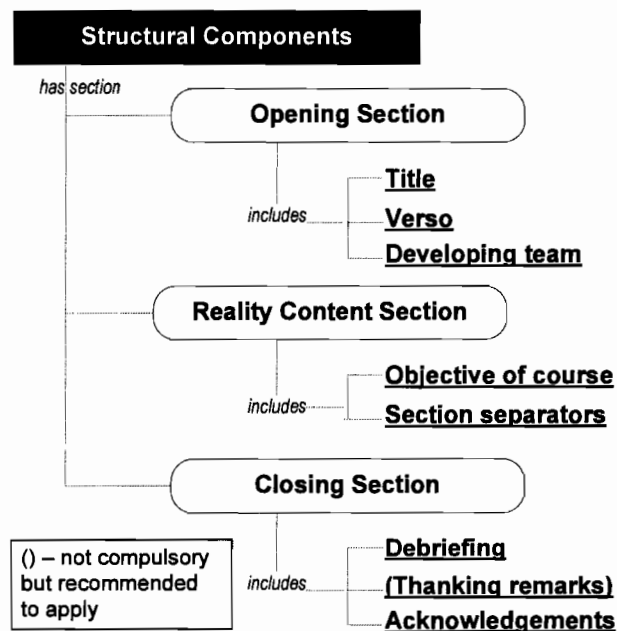 Structural Components
has section
Opening Section
includes
Title
Verso
Developing team
Reality Content Section
includes
Objective of course
Section separators
Closing Section
includes
Debriefing
(Thanking remarks)
Acknowledgements
() – not compulsory
but recommended
to apply